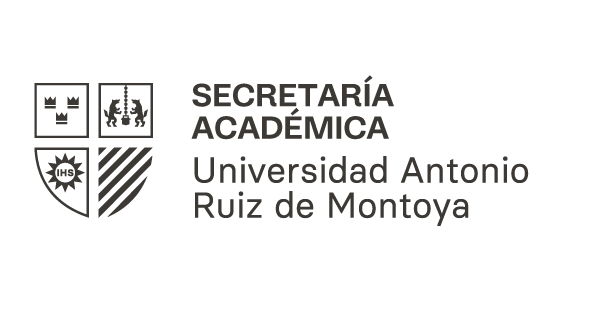 IHS
SECRETARÍA
ACADÉMICA
Universidad Antonio
Ruiz de Montoya